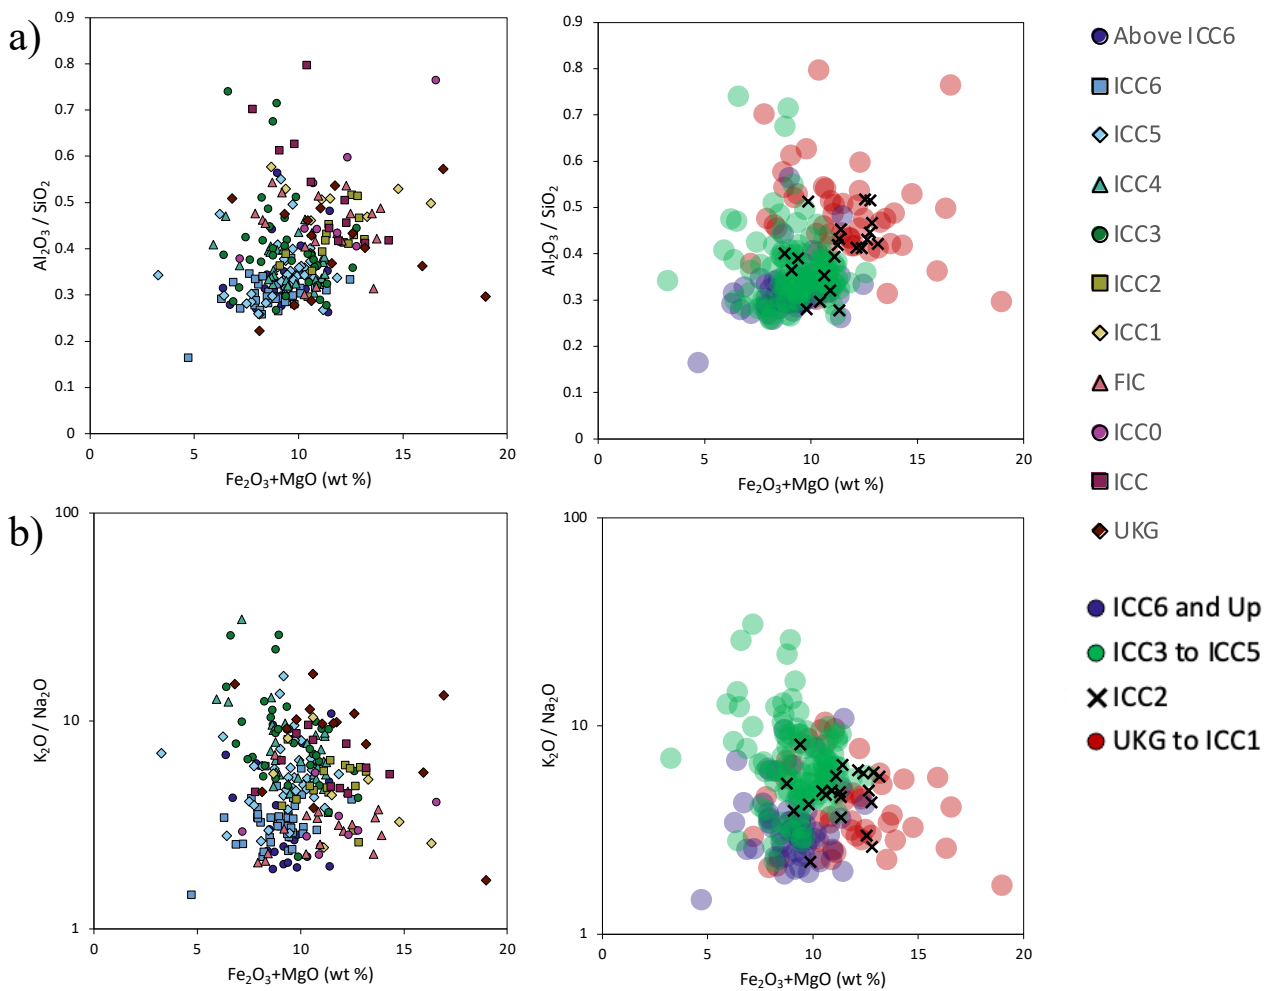 a)
0.9
0.8
0.7
0.6
0.5
0.4
0.3
0.2
0.1
0
Al₂O₃ / SiO₂
0 5 10 15 20
Fe₂O₃+MgO (wt %)
0.9
0.8
0.7
0.6
0.5
0.4
0.3
0.2
0.1
0
Al₂O₃ / SiO₂
0 5 10 15 20
Fe₂O₃+MgO (wt %)
b)
100
10
1
K₂O / Na₂O
0 5 10 15 20
Fe₂O₃+MgO (wt %)
100
10
1
K₂O / Na₂O
0 5 10 15 20
Fe₂O₃+MgO (wt %)
Above ICC6
ICC6
ICC5
ICC4
ICC3
ICC2
ICC1
FIC
ICC0
ICC
UKG
ICC6 and Up
ICC3 to ICC5
ICC2
UKG to ICC1